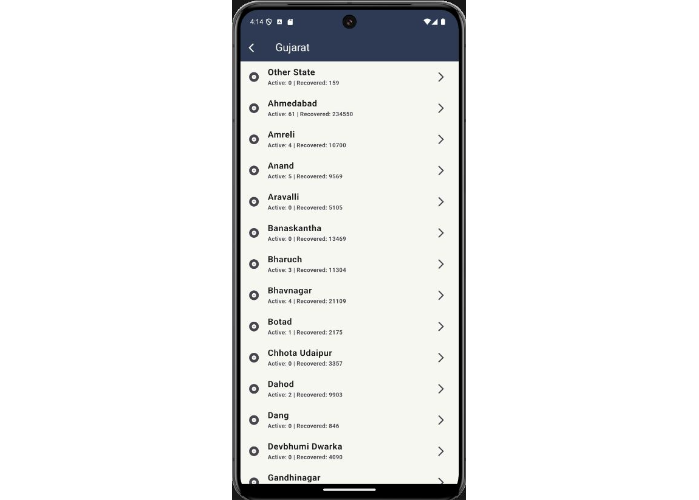 4:14
Gujarat
Other State
Active: 0 | Recovered: 159
Ahmedabad
Active: 61 | Recovered: 234550
Amreli
Active: 4 | Recovered: 10700
Anand
Active: 5 | Recovered: 9569
Aravalli
Active: 0 | Recovered: 5105
Banaskantha
Active: 0 | Recovered: 13469
Bharuch
Active: 3 | Recovered: 11304
Bhavnagar
Active: 4 | Recovered: 21109
Botad
Active: 1 | Recovered: 2175
Chhota Udaipur
Active: 0 | Recovered: 3357
Dahod
Active: 2 | Recovered: 9903
Dang
Active: 0 | Recovered: 846
Devbhumi Dwarka
Active: 0 | Recovered: 4090
Gandhinagar